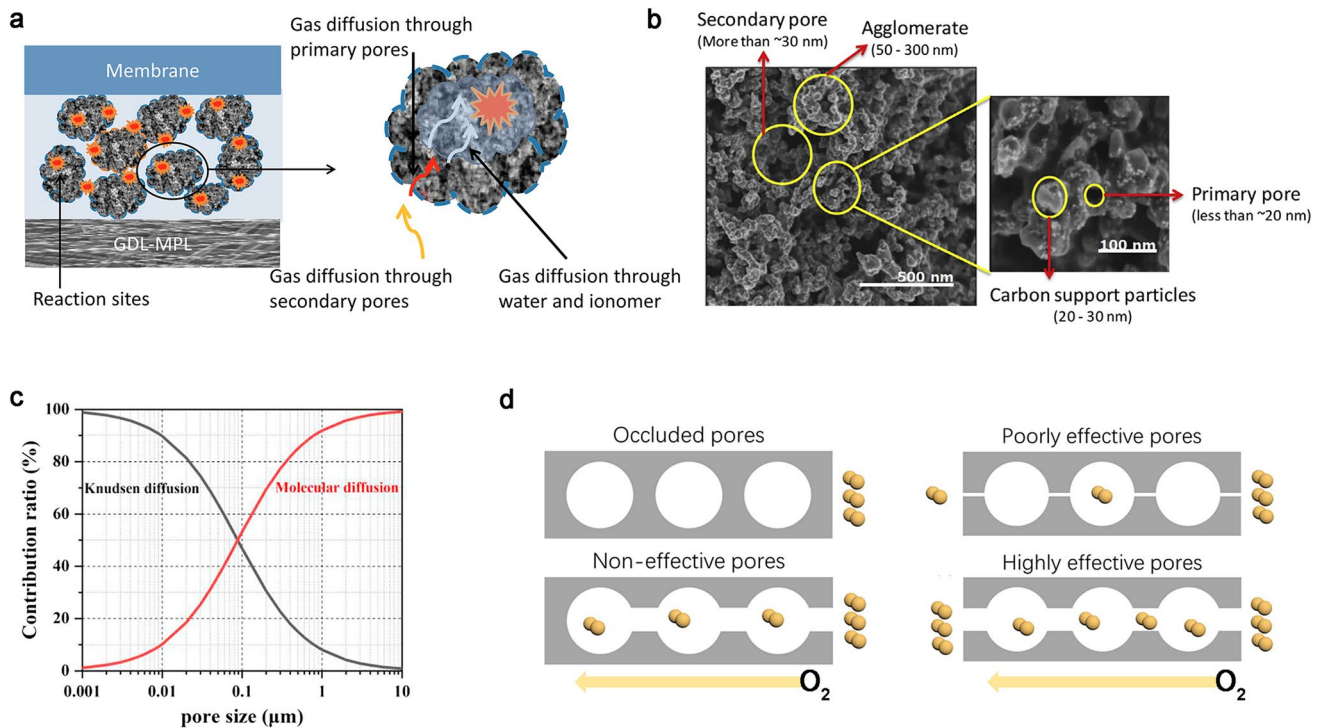 a
Gas diffusion through
primary pores
Membrane
GDL-MPL
Reaction sites
Gas diffusion through
secondary pores
Gas diffusion through
water and ionomer
b
Secondary pore
(More than ~30 nm)
Agglomerate
(50 - 300 nm)
500 nm
100 nm
Primary pore
(less than ~20 nm)
Carbon support particles
(20 - 30 nm)
c
Contribution ratio (%)
100
80
60
40
20
0
Knudsen diffusion
Molecular diffusion
0.001
0.01
0.1
1
10
pore size (μm)
d
Occluded pores
Poorly effective pores
Non-effective pores
Highly effective pores
O₂
O₂